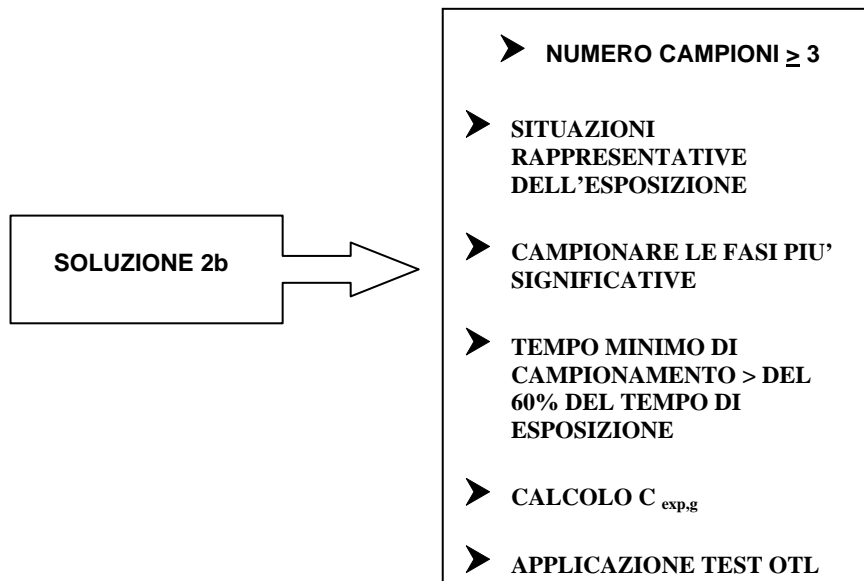 NUMERO CAMPIONI ≥ 3
SITUAZIONI
RAPPRESENTATIVE
DELL’ESPOSIZIONE
SOLUZIONE 2b
CAMPIONARE LE FASI PIU’
SIGNIFICATIVE
TEMPO MINIMO DI
CAMPIONAMENTO > DEL
60% DEL TEMPO DI
ESPOSIZIONE
CALCOLO C exp,g
APPLICAZIONE TEST OTL